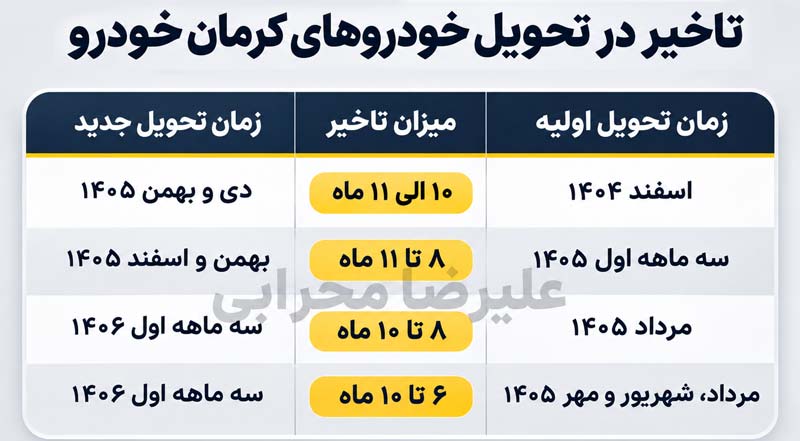 تاخیر در تحویل خودروهای کرمان خودرو
زمان تحویل اولیه میزان تاخیر زمان تحویل جدید
اسفند ۱۴۰۴ ۱۰ الی ۱۱ ماه دی و بهمن ۱۴۰۵
سه ماهه اول ۱۴۰۵ ۸ تا ۱۱ ماه بهمن و اسفند ۱۴۰۵
علیرضا محرابی
مرداد ۱۴۰۵ ۸ تا ۱۰ ماه سه ماهه اول ۱۴۰۶
مرداد، شهریور و مهر ۱۴۰۵ ۶ تا ۱۰ ماه سه ماهه اول ۱۴۰۶